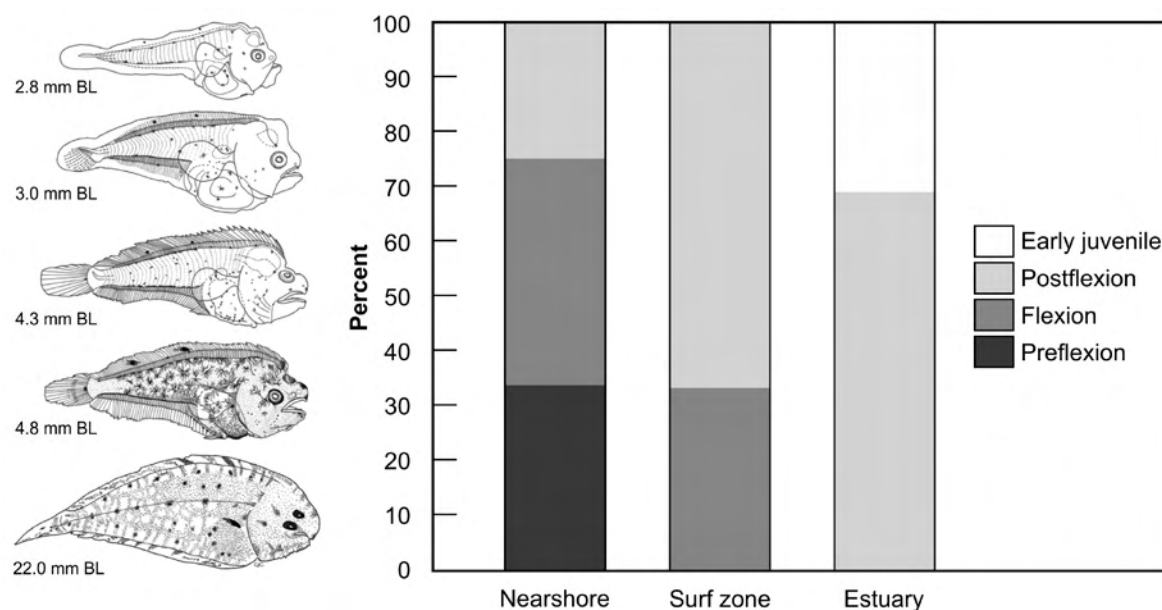 2.8 mm BL
3.0 mm BL
4.3 mm BL
4.8 mm BL
22.0 mm BL
Percent
100
90
80
70
60
50
40
30
20
10
0
Nearshore
Surf zone
Estuary
Early juvenile
Postflexion
Flexion
Preflexion